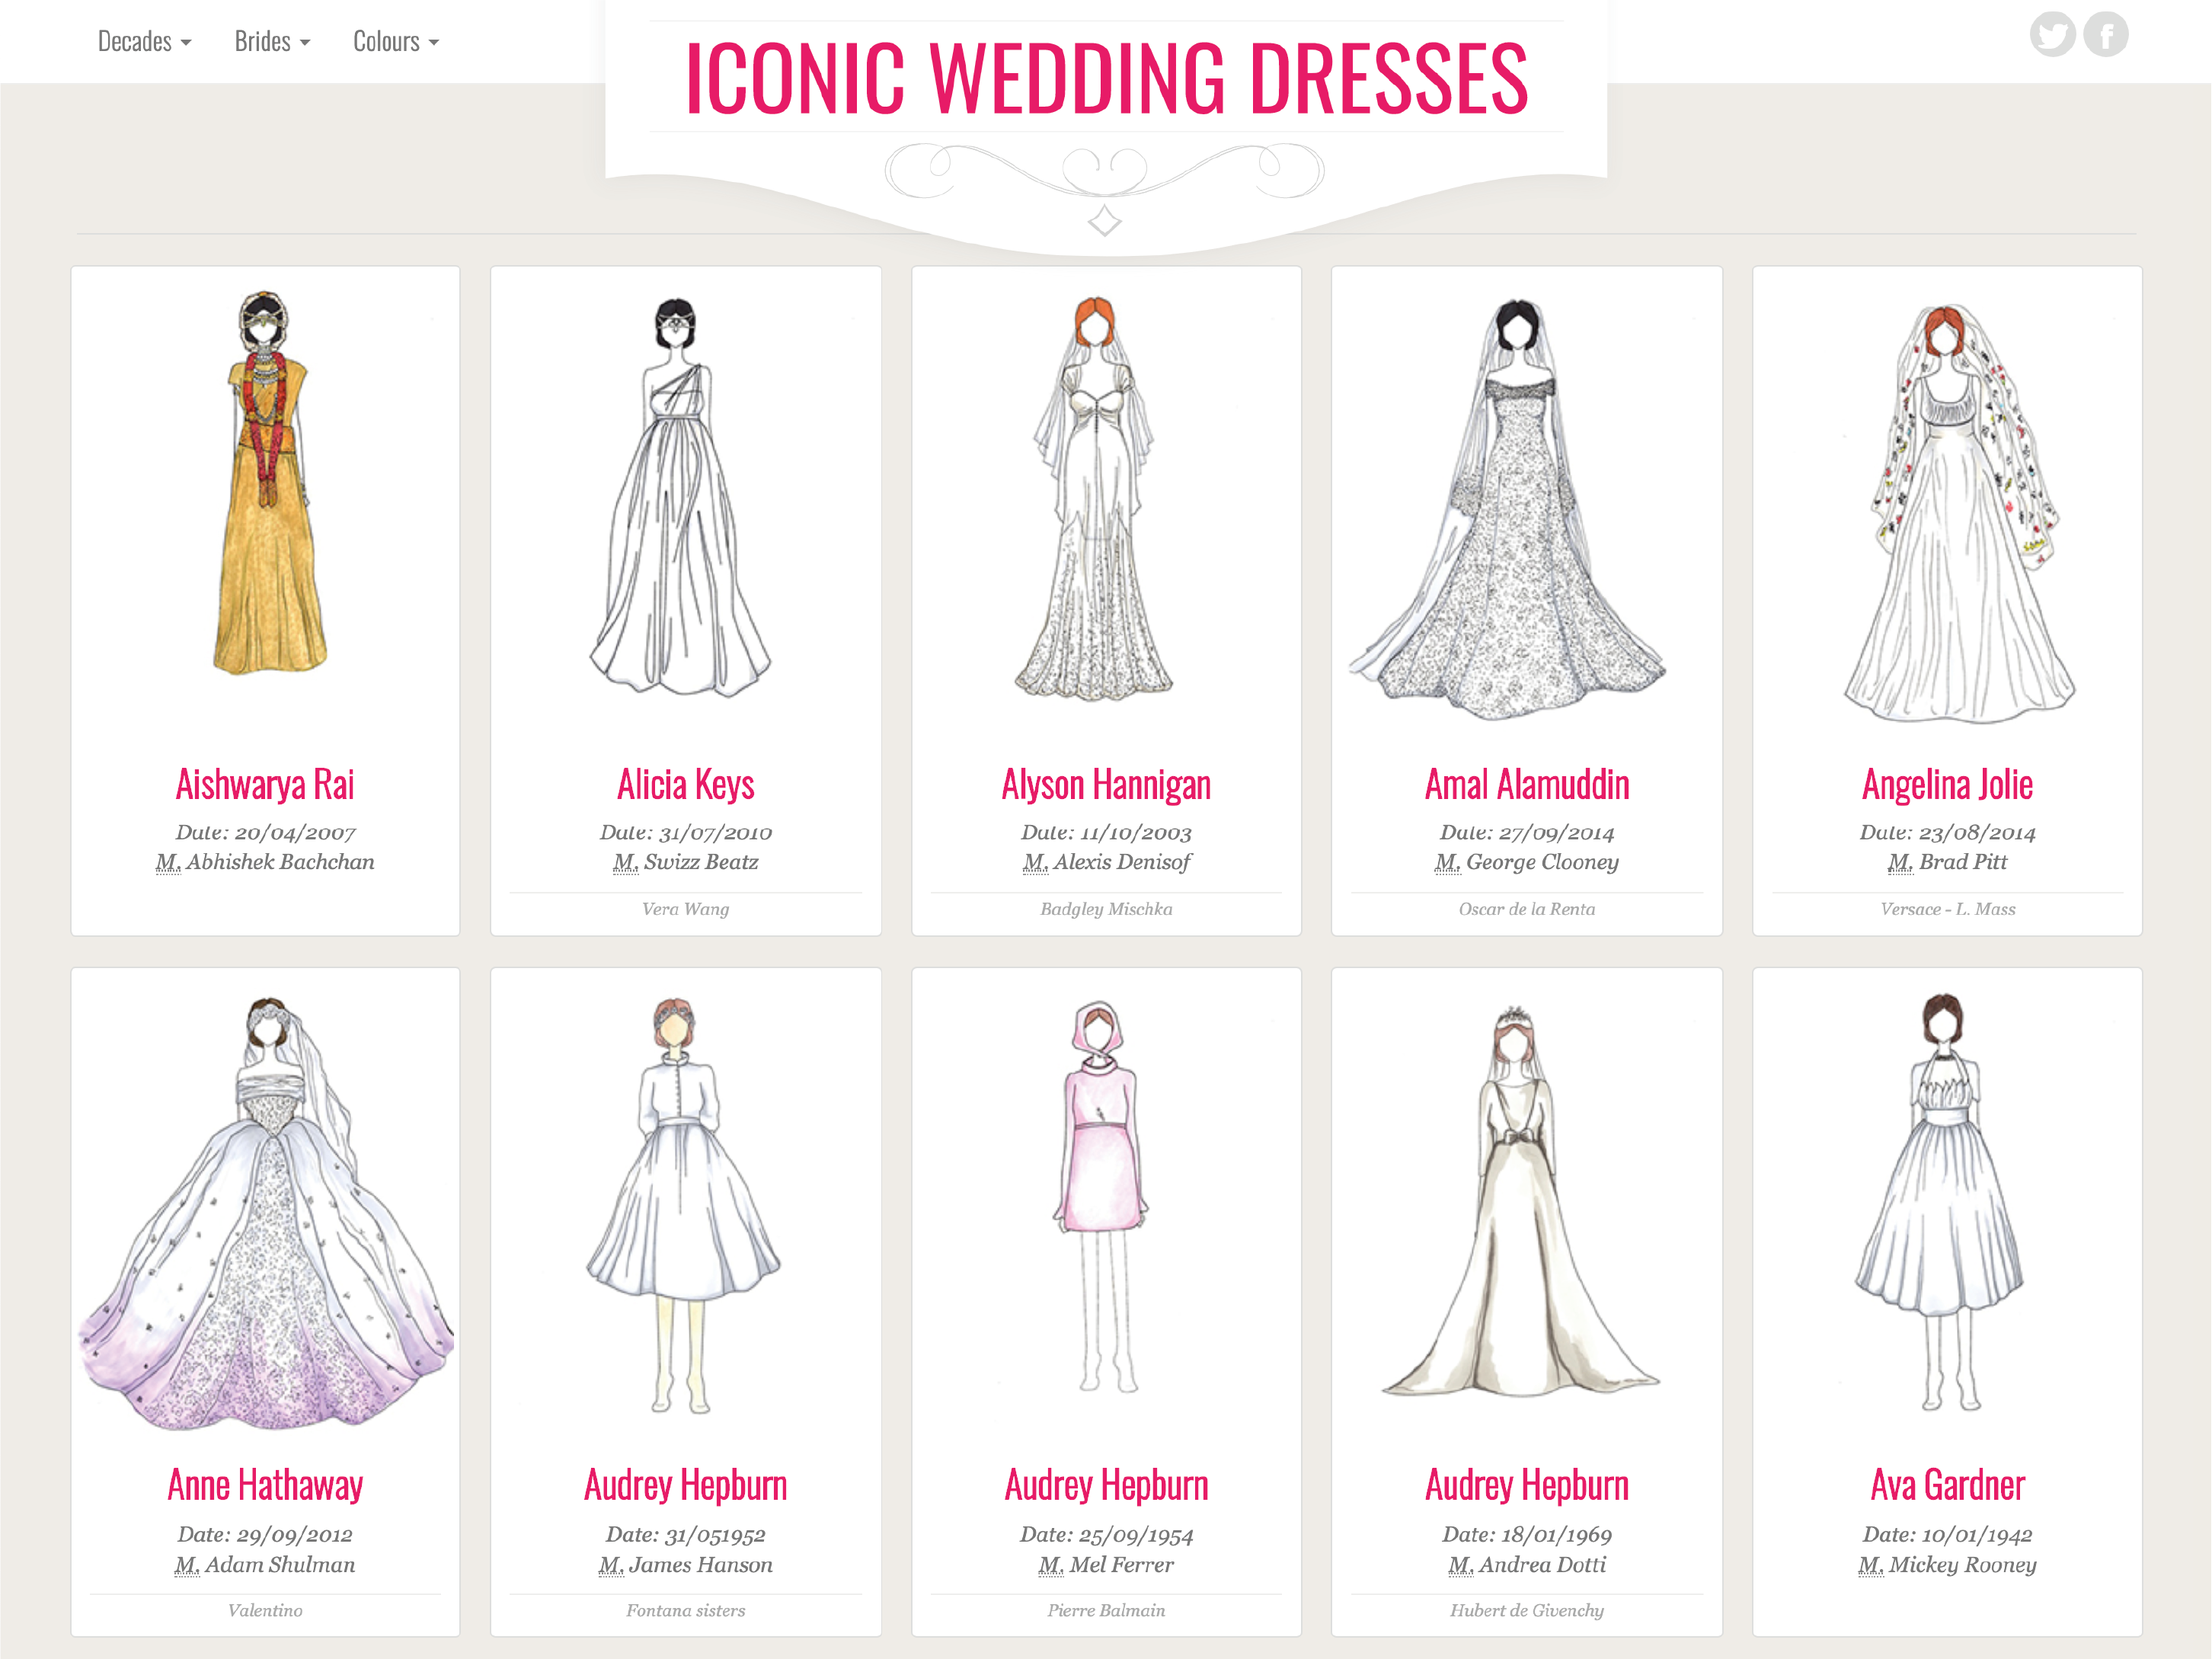 Decades Brides Colours
ICONIC WEDDING DRESSES
Aishwarya Rai
Date: 20/04/2007
M. Abhishek Bachchan
Alicia Keys
Date: 31/07/2010
M. Swizz Beatz
Vera Wang
Alyson Hannigan
Date: 11/10/2003
M. Alexis Denisof
Badgley Mischka
Amal Alamuddin
Date: 27/09/2014
M. George Clooney
Oscar de la Renta
Angelina Jolie
Date: 23/08/2014
M. Brad Pitt
Versace - L. Mass
Anne Hathaway
Date: 29/09/2012
M. Adam Shulman
Valentino
Audrey Hepburn
Date: 31/051952
M. James Hanson
Fontana sisters
Audrey Hepburn
Date: 25/09/1954
M. Mel Ferrer
Pierre Balmain
Audrey Hepburn
Date: 18/01/1969
M. Andrea Dotti
Hubert de Givenchy
Ava Gardner
Date: 10/01/1942
M. Mickey Rooney